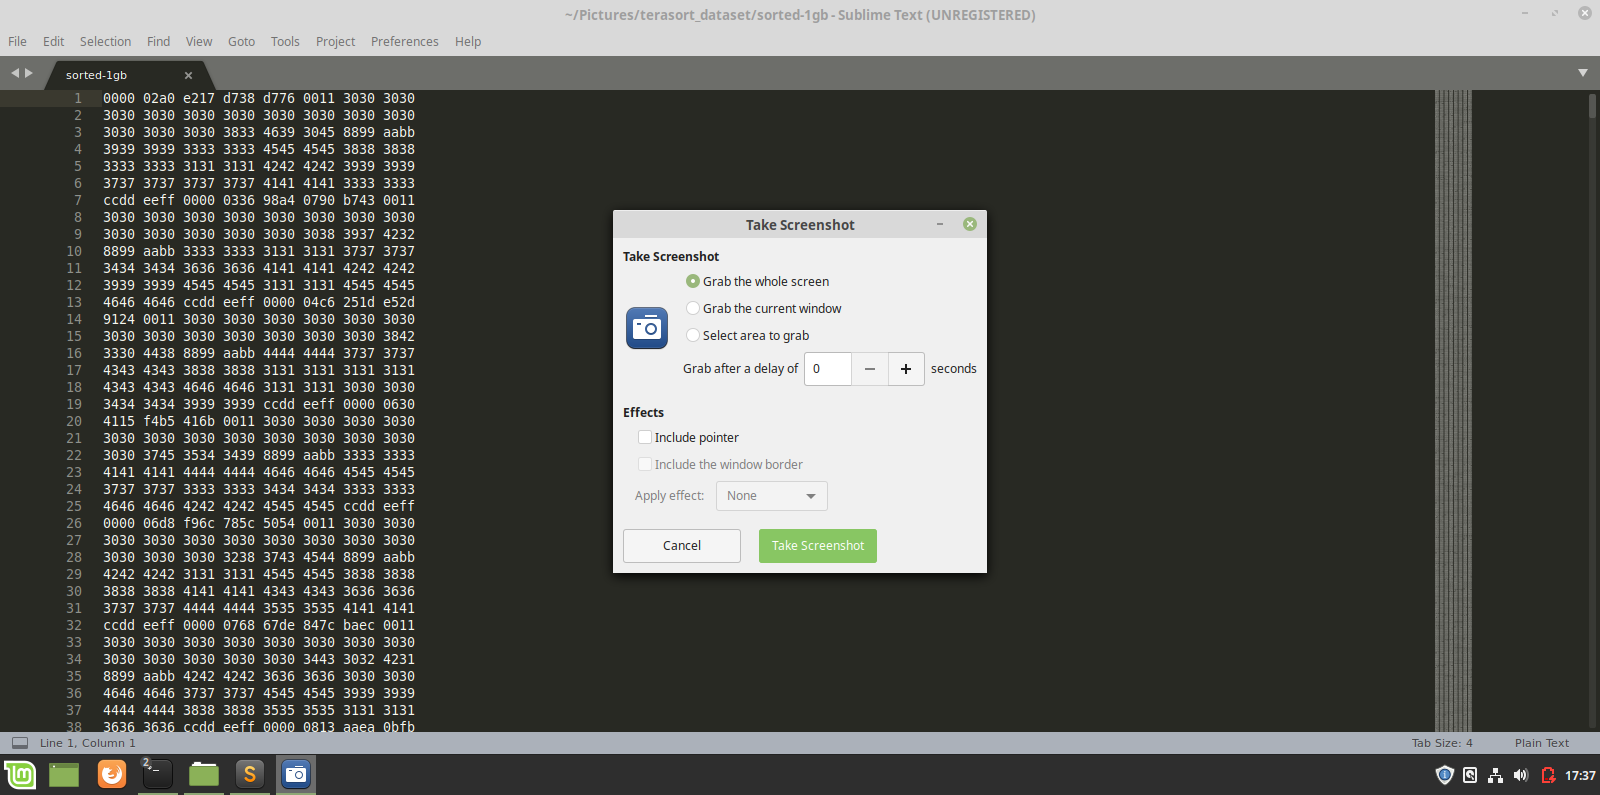 ~/Pictures/terasort_dataset/sorted-1gb - Sublime Text (UNREGISTERED)
File Edit Selection Find View Goto Tools Project Preferences Help
sorted-1gb
1 0000 02a0 e217 d738 d776 0011 3030 3030
2 3030 3030 3030 3030 3030 3030 3030 3030
3 3030 3030 3030 3833 4639 3045 8899 aabb
4 3939 3939 3333 3333 4545 4545 3838 3838
5 3333 3333 3131 3131 4242 4242 3939 3939
6 3737 3737 3737 3737 4141 4141 3333 3333
7 ccdd eeff 0000 0336 98a4 0790 b743 0011
8 3030 3030 3030 3030 3030 3030 3030 3030
9 3030 3030 3030 3030 3030 3038 3937 4232
10 8899 aabb 3333 3333 3131 3131 3737 3737
11 3434 3434 3636 3636 4141 4141 4242 4242
12 3939 3939 4545 4545 3131 3131 4545 4545
13 4646 4646 ccdd eeff 0000 04c6 251d e52d
14 9124 0011 3030 3030 3030 3030 3030 3030
15 3030 3030 3030 3030 3030 3030 3030 3842
16 3330 4438 8899 aabb 4444 4444 3737 3737
17 4343 4343 3838 3838 3131 3131 3131 3131
18 4343 4343 4646 4646 3131 3131 3030 3030
19 3434 3434 3939 3939 ccdd eeff 0000 0630
20 4115 f4b5 416b 0011 3030 3030 3030 3030
21 3030 3030 3030 3030 3030 3030 3030 3030
22 3030 3745 3534 3439 8899 aabb 3333 3333
23 4141 4141 4444 4444 4646 4646 4545 4545
24 3737 3737 3333 3333 3434 3434 3333 3333
25 4646 4646 4242 4242 4545 4545 ccdd eeff
26 0000 06d8 f96c 785c 5054 0011 3030 3030
27 3030 3030 3030 3030 3030 3030 3030 3030
28 3030 3030 3030 3238 3743 4544 8899 aabb
29 4242 4242 3131 3131 4545 4545 3838 3838
30 3838 3838 4141 4141 4343 4343 3636 3636
31 3737 3737 4444 4444 3535 3535 4141 4141
32 ccdd eeff 0000 0768 67de 847c baec 0011
33 3030 3030 3030 3030 3030 3030 3030 3030
34 3030 3030 3030 3030 3030 3443 3032 4231
35 8899 aabb 4242 4242 3636 3636 3030 3030
36 4646 4646 3737 3737 4545 4545 3939 3939
37 4444 4444 3838 3838 3535 3535 3131 3131
38 3636 3636 ccdd eeff 0000 0813 aaea 0bfb
Take Screenshot
Take Screenshot
Grab the whole screen
Grab the current window
Select area to grab
Grab after a delay of 0 − + seconds
Effects
Include pointer
Include the window border
Apply effect: None
Cancel Take Screenshot
Line 1, Column 1 Tab Size: 4 Plain Text
2 17:37